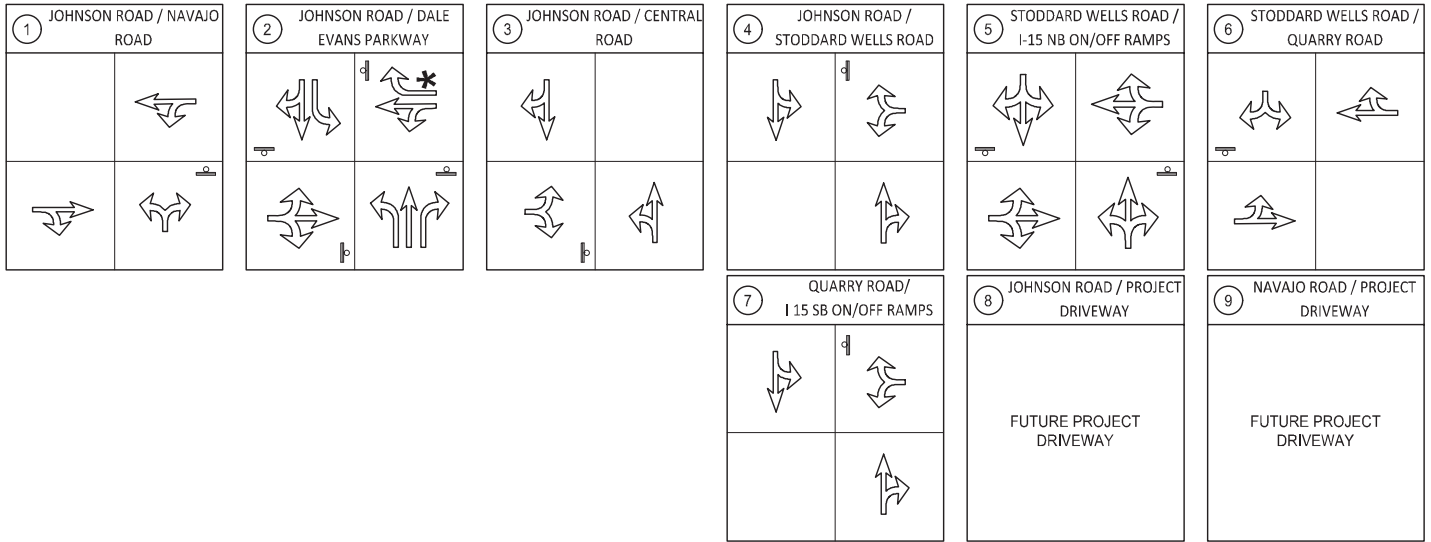 1
JOHNSON ROAD / NAVAJO
ROAD
2
JOHNSON ROAD / DALE
EVANS PARKWAY
*
3
JOHNSON ROAD / CENTRAL
ROAD
4
JOHNSON ROAD /
STODDARD WELLS ROAD
5
STODDARD WELLS ROAD /
I-15 NB ON/OFF RAMPS
6
STODDARD WELLS ROAD /
QUARRY ROAD
7
QUARRY ROAD/
I 15 SB ON/OFF RAMPS
8
JOHNSON ROAD / PROJECT
DRIVEWAY
FUTURE PROJECT
DRIVEWAY
9
NAVAJO ROAD / PROJECT
DRIVEWAY
FUTURE PROJECT
DRIVEWAY